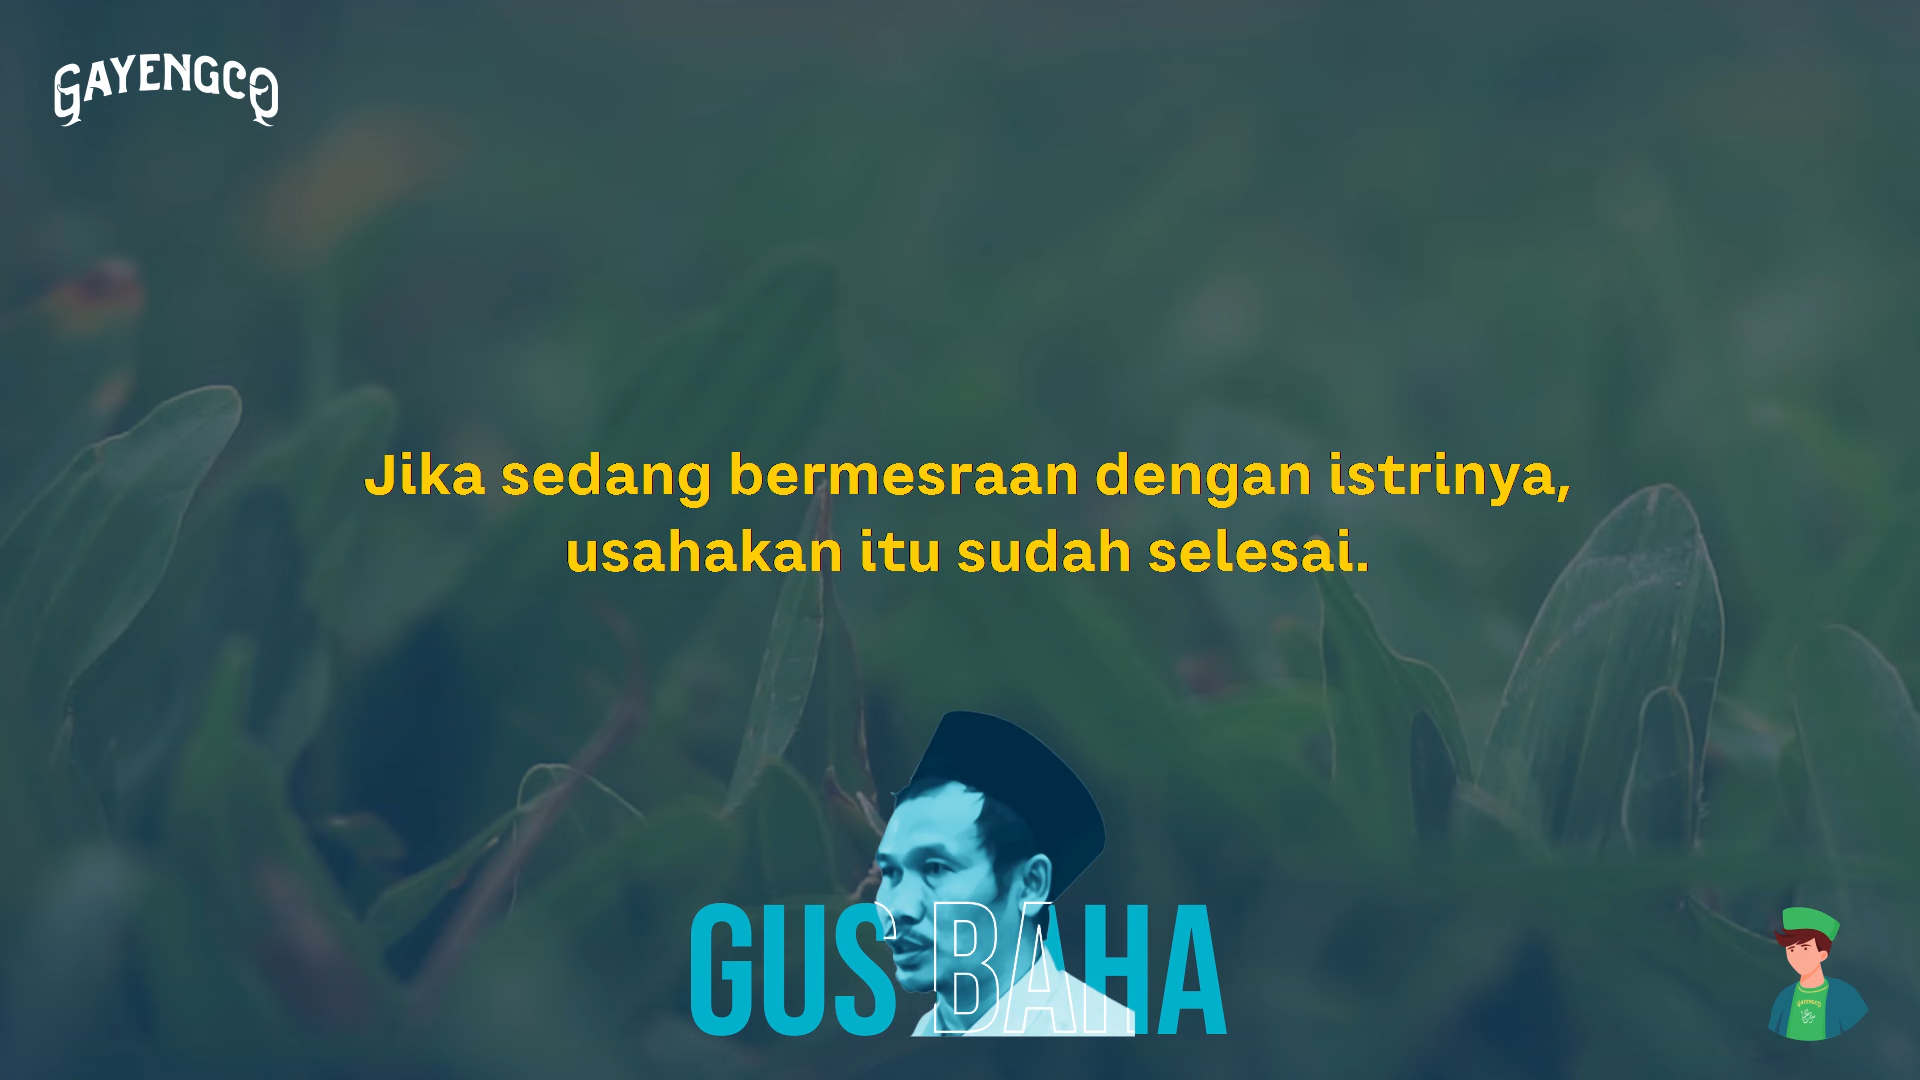 GAYENGCO
Jika sedang bermesraan dengan istrinya,
usahakan itu sudah selesai.
GUS BAHA